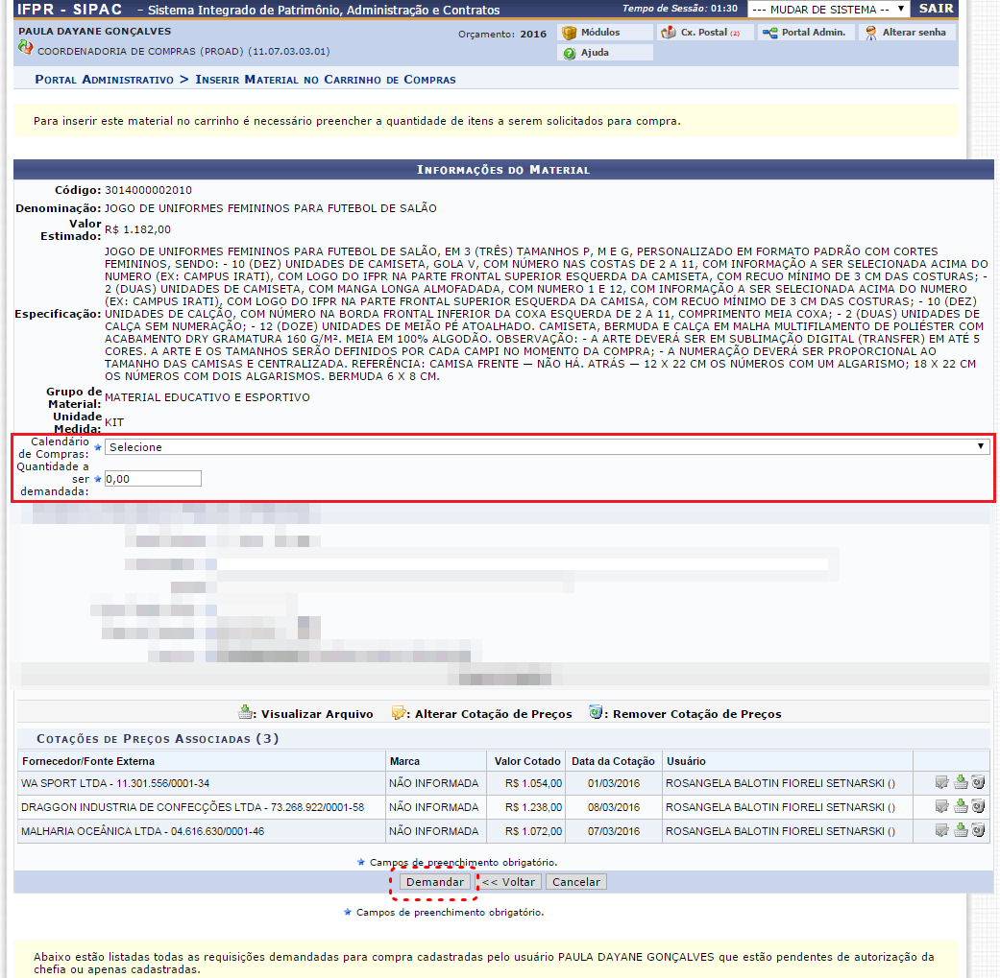 IFPR - SIPAC - Sistema Integrado de Patrimônio, Administração e Contratos
Tempo de Sessão: 01:30 --- MUDAR DE SISTEMA -- SAIR
PAULA DAYANE GONÇALVES
Orçamento: 2016 Módulos Cx. Postal (2) Portal Admin. Alterar senha
COORDENADORIA DE COMPRAS (PROAD) (11.07.03.03.01)
Ajuda
PORTAL ADMINISTRATIVO > INSERIR MATERIAL NO CARRINHO DE COMPRAS
Para inserir este material no carrinho é necessário preencher a quantidade de itens a serem solicitados para compra.
INFORMAÇÕES DO MATERIAL
Código: 3014000002010
Denominação: JOGO DE UNIFORMES FEMININOS PARA FUTEBOL DE SALÃO
Valor
Estimado: R$ 1.182,00
Especificação:
JOGO DE UNIFORMES FEMININOS PARA FUTEBOL DE SALÃO, EM 3 (TRÊS) TAMANHOS P, M E G, PERSONALIZADO EM FORMATO PADRÃO COM CORTES
FEMININOS, SENDO: - 10 (DEZ) UNIDADES DE CAMISETA, GOLA V, COM NÚMERO NAS COSTAS DE 2 A 11, COM INFORMAÇÃO A SER SELECIONADA ACIMA DO
NUMERO (EX: CAMPUS IRATI), COM LOGO DO IFPR NA PARTE FRONTAL SUPERIOR ESQUERDA DA CAMISETA, COM RECUO MÍNIMO DE 3 CM DAS COSTURAS; -
2 (DUAS) UNIDADES DE CAMISETA, COM MANGA LONGA ALMOFADADA, COM NUMERO 1 E 12, COM INFORMAÇÃO A SER SELECIONADA ACIMA DO NUMERO
(EX: CAMPUS IRATI), COM LOGO DO IFPR NA PARTE FRONTAL SUPERIOR ESQUERDA DA CAMISA, COM RECUO MÍNIMO DE 3 CM DAS COSTURAS; - 10 (DEZ)
UNIDADES DE CALÇÃO, COM NÚMERO NA BORDA FRONTAL INFERIOR DA COXA ESQUERDA DE 2 A 11, COMPRIMENTO MEIA COXA; - 2 (DUAS) UNIDADES DE
CALÇA SEM NUMERAÇÃO; - 12 (DOZE) UNIDADES DE MEIÃO PÉ ATOALHADO. CAMISETA, BERMUDA E CALÇA EM MALHA MULTIFILAMENTO DE POLIÉSTER COM
ACABAMENTO DRY GRAMATURA 160 G/M². MEIA EM 100% ALGODÃO. OBSERVAÇÃO: - A ARTE DEVERÁ SER EM SUBLIMAÇÃO DIGITAL (TRANSFER) EM ATÉ 5
CORES. A ARTE E OS TAMANHOS SERÃO DEFINIDOS POR CADA CAMPI NO MOMENTO DA COMPRA; - A NUMERAÇÃO DEVERÁ SER PROPORCIONAL AO
TAMANHO DAS CAMISAS E CENTRALIZADA. REFERÊNCIA: CAMISA FRENTE — NÃO HÁ. ATRÁS — 12 X 22 CM OS NÚMEROS COM UM ALGARISMO; 18 X 22 CM
OS NÚMEROS COM DOIS ALGARISMOS. BERMUDA 6 X 8 CM.
Grupo de
Material: MATERIAL EDUCATIVO E ESPORTIVO
Unidade
Medida: KIT
Calendário
de Compras: Selecione
Quantidade a
ser 0,00
demandada:
: Visualizar Arquivo : Alterar Cotação de Preços : Remover Cotação de Preços
COTAÇÕES DE PREÇOS ASSOCIADAS (3)
Fornecedor/Fonte Externa Marca Valor Cotado Data da Cotação Usuário
WA SPORT LTDA - 11.301.556/0001-34 NÃO INFORMADA R$ 1.054,00 01/03/2016 ROSANGELA BALOTIN FIORELI SETNARSKI ()
DRAGGON INDUSTRIA DE CONFECÇÕES LTDA - 73.268.922/0001-58 NÃO INFORMADA R$ 1.238,00 08/03/2016 ROSANGELA BALOTIN FIORELI SETNARSKI ()
MALHARIA OCEÂNICA LTDA - 04.616.630/0001-46 NÃO INFORMADA R$ 1.072,00 07/03/2016 ROSANGELA BALOTIN FIORELI SETNARSKI ()
Campos de preenchimento obrigatório.
Demandar << Voltar Cancelar
Campos de preenchimento obrigatório.
Abaixo estão listadas todas as requisições demandadas para compra cadastradas pelo usuário PAULA DAYANE GONÇALVES que estão pendentes de autorização da
chefia ou apenas cadastradas.